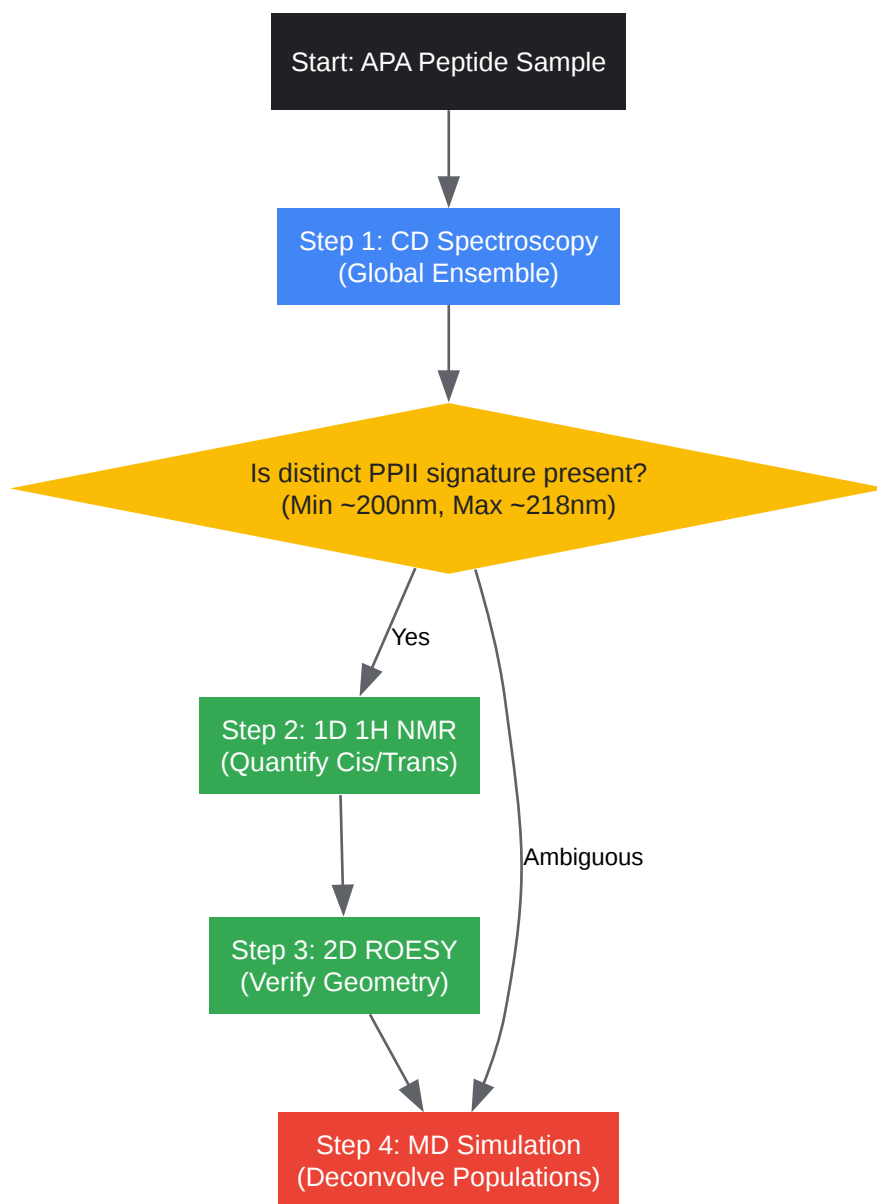 Start: APA Peptide Sample
Step 1: CD Spectroscopy
(Global Ensemble)
Is distinct PPII signature present?
(Min ~200nm, Max ~218nm)
Yes
Step 2: 1D 1H NMR
(Quantify Cis/Trans)
Ambiguous
Step 3: 2D ROESY
(Verify Geometry)
Step 4: MD Simulation
(Deconvolve Populations)